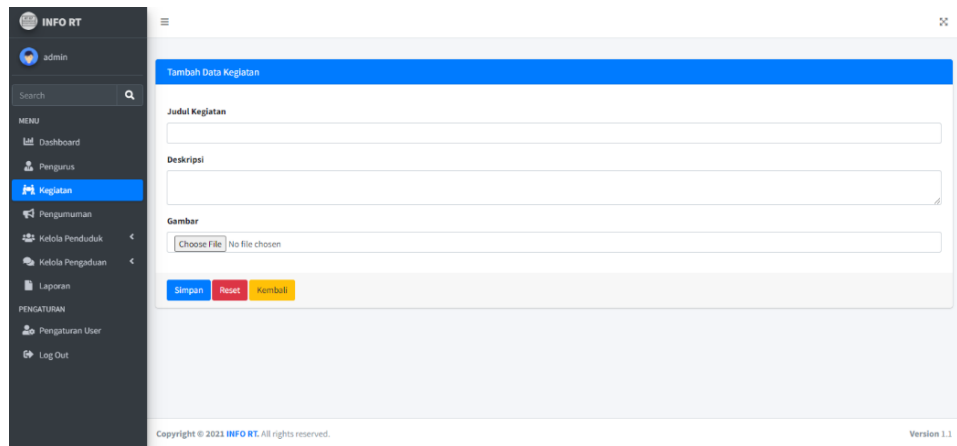 INFO RT
admin
Search
MENU
Dashboard
Pengurus
Kegiatan
Pengumuman
Kelola Penduduk
Kelola Pengaduan
Laporan
PENGATURAN
Pengaturan User
Log Out
Tambah Data Kegiatan
Judul Kegiatan
Deskripsi
Gambar
Choose File No file chosen
Simpan Reset Kembali
Copyright © 2021 INFO RT. All rights reserved. Version 1.1